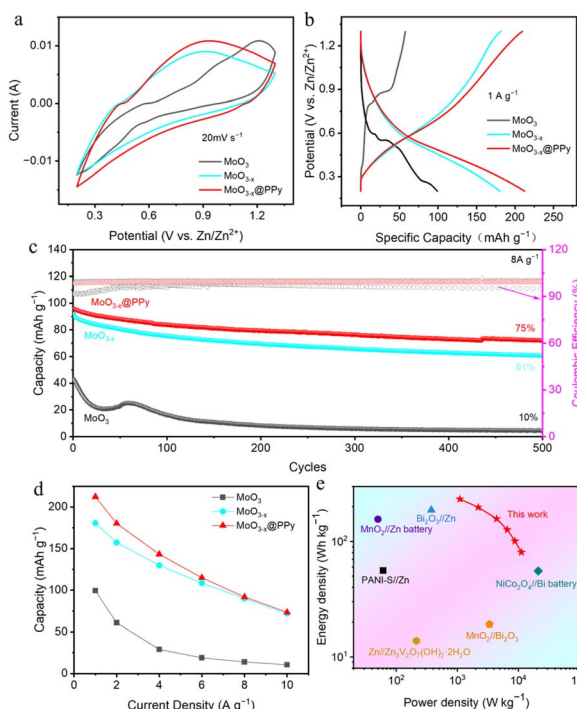 a
0.01
0.00
−0.01
Current (A)
20mV s⁻¹
MoO₃
MoO₃₋ₓ
MoO₃₋ₓ@PPy
0.3 0.6 0.9 1.2
Potential (V vs. Zn/Zn²⁺)
b
1.2
0.9
0.6
0.3
Potential (V vs. Zn/Zn²⁺)
1 A g⁻¹
MoO₃
MoO₃₋ₓ
MoO₃₋ₓ@PPy
0 50 100 150 200 250
Specific Capacity (mAh g⁻¹)
c
140
120
100
80
60
40
20
0
Capacity (mAh g⁻¹)
8A g⁻¹
MoO₃₋ₓ@PPy
75%
MoO₃₋ₓ
61%
MoO₃
10%
120
90
60
30
0
Coulombic Efficiency (%)
0 100 200 300 400 500
Cycles
d
200
150
100
50
0
Capacity (mAh g⁻¹)
MoO₃
MoO₃₋ₓ
MoO₃₋ₓ@PPy
0 2 4 6 8 10
Current Density (A g⁻¹)
e
10²
10¹
Energy density (Wh kg⁻¹)
This work
Bi₂O₃//Zn
MnO₂//Zn battery
PANI-S//Zn
NiCo₂O₄//Bi battery
MnO₂//Bi₂O₃
Zn//Zn₃V₂O₇(OH)₂·2H₂O
10² 10³ 10⁴
Power density (W kg⁻¹)